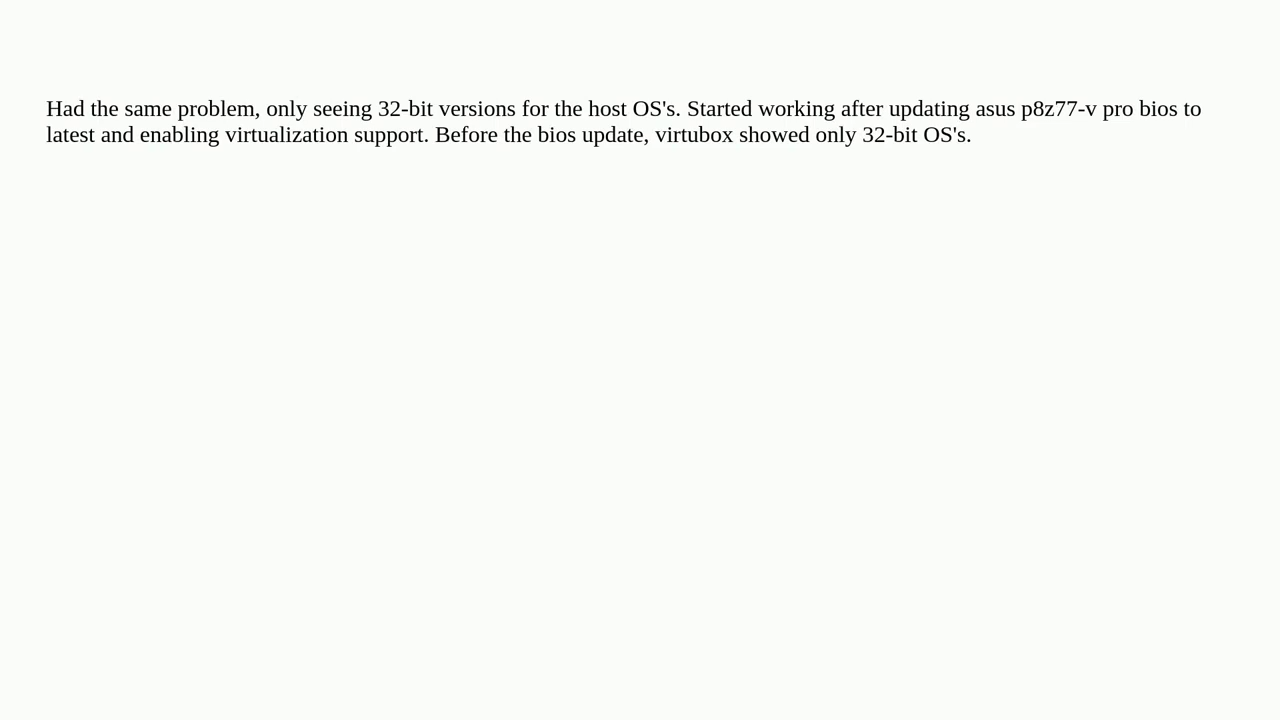 Had the same problem, only seeing 32-bit versions for the host OS's. Started working after updating asus p8z77-v pro bios to
latest and enabling virtualization support. Before the bios update, virtubox showed only 32-bit OS's.